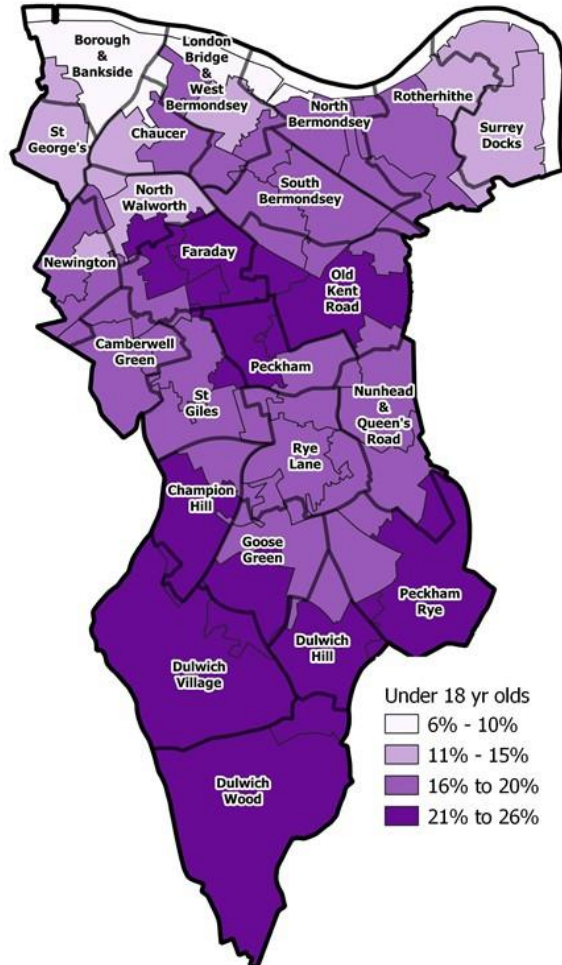 Borough
&
Bankside
London
Bridge
&
West
Bermondsey
North
Bermondsey
Rotherhithe
Surrey
Docks
St
George's
Chaucer
North
Walworth
South
Bermondsey
Newington
Faraday
Old
Kent
Road
Camberwell
Green
Peckham
St
Giles
Nunhead
&
Queen's
Road
Rye
Lane
Champion
Hill
Goose
Green
Peckham
Rye
Dulwich
Hill
Dulwich
Village
Dulwich
Wood
Under 18 yr olds
6% - 10%
11% - 15%
16% to 20%
21% to 26%